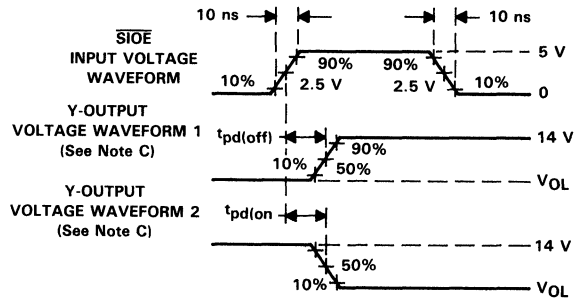 10 ns 10 ns
SIOE
INPUT VOLTAGE
WAVEFORM
5 V
90% 90%
10% 2.5 V 2.5 V 10%
0
Y-OUTPUT
VOLTAGE WAVEFORM 1
(See Note C)
tpd(off)
14 V
90%
10% 50%
VOL
Y-OUTPUT
VOLTAGE WAVEFORM 2
(See Note C)
tpd(on
14 V
50%
10%
VOL